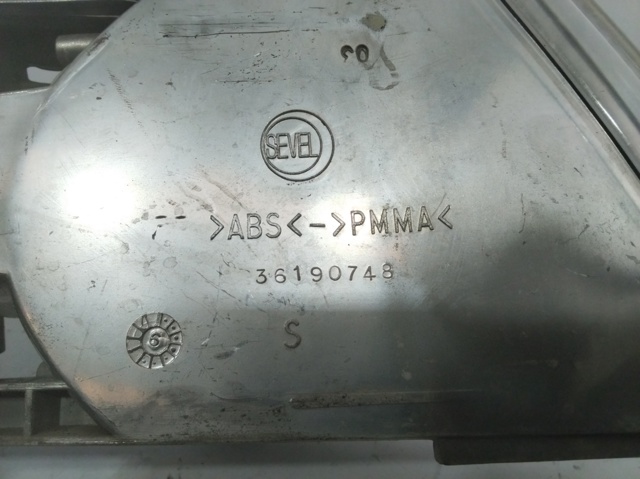 SEVEL
>ABS<->PMMA<
36190748
S